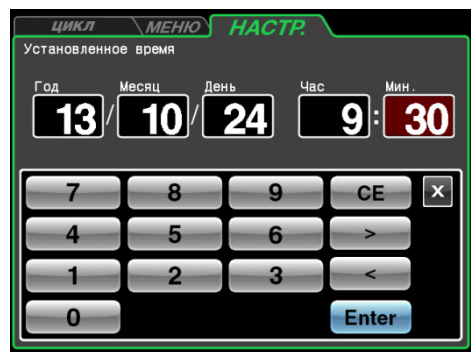 ЦИКЛ МЕНЮ НАСТР.
Установленное время
Год Месяц День Час Мин.
13 / 10 / 24 9 : 30
7 8 9 CE X
4 5 6 >
1 2 3 <
0 Enter